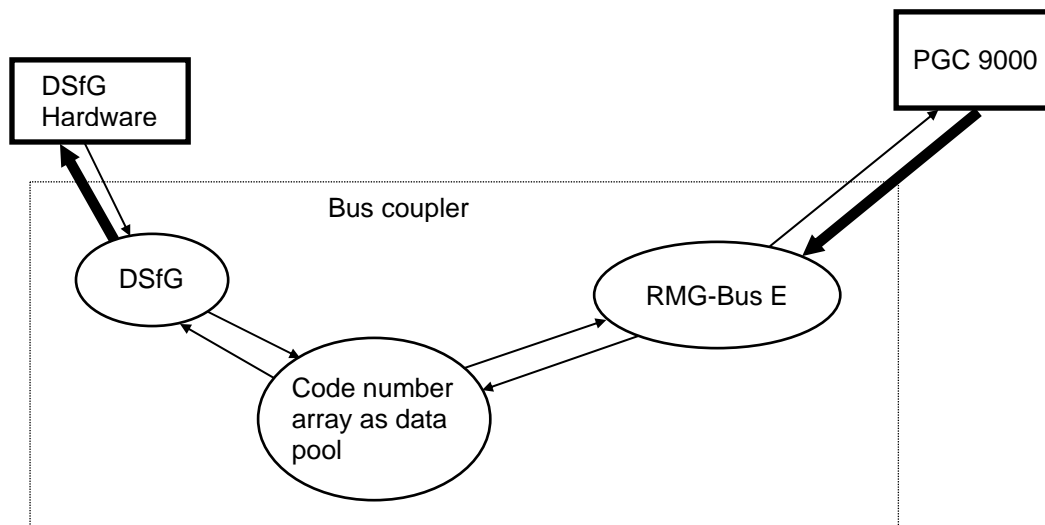 PGC 9000
DSfG
Hardware
Bus coupler
DSfG
RMG-Bus E
Code number
array as data
pool